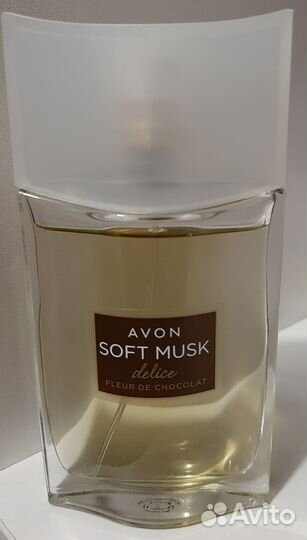 AVON
SOFT MUSK
delice
FLEUR DE CHOCOLAT
Avito